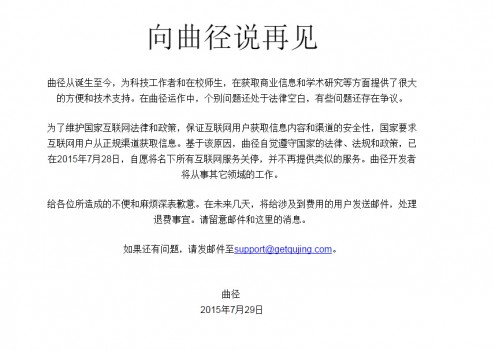 向曲径说再见
曲径从诞生至今，为科技工作者和在校师生，在获取商业信息和学术研究等方面提供了很大
的方便和技术支持。在曲径运作中，个别问题还处于法律空白，有些问题还存在争议。
为了维护国家互联网法律和政策，保证互联网用户获取信息内容和渠道的安全性，国家要求
互联网用户从正规渠道获取信息。基于该原因，曲径自觉遵守国家的法律、法规和政策，已
在2015年7月28日，自愿将名下所有互联网服务关停，并不再提供类似的服务。曲径开发者
将从事其它领域的工作。
给各位所造成的不便和麻烦深表歉意。在未来几天，将给涉及到费用的用户发送邮件，处理
退费事宜。请留意邮件和这里的消息。
如果还有问题，请发邮件至support@getqujing.com。
曲径
2015年7月29日